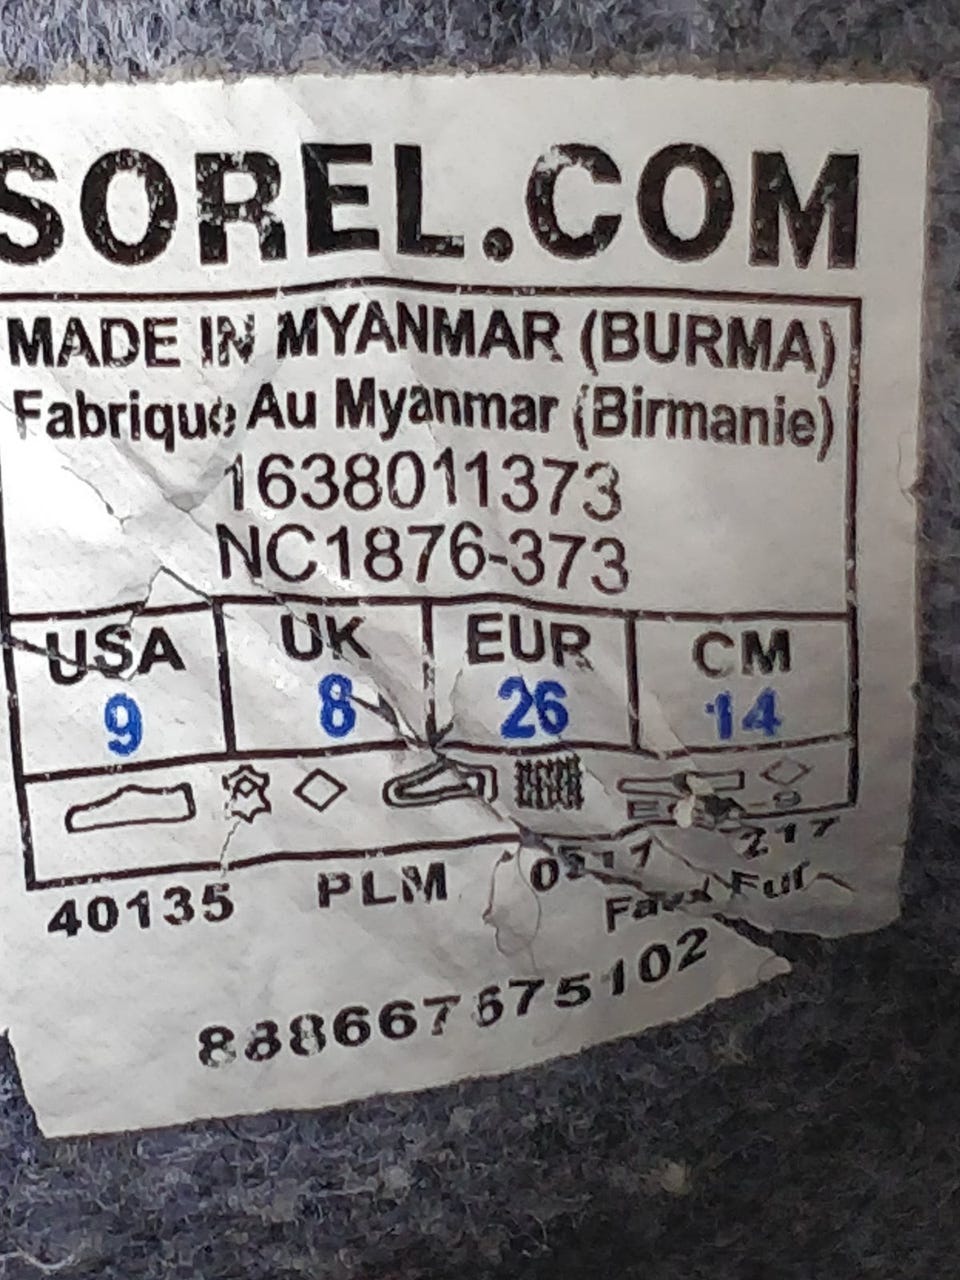 SOREL.COM
MADE IN MYANMAR (BURMA)
Fabrique Au Myanmar (Birmanie)
1638011373
NC1876-373
USA UK EUR CM
9 8 26 14
40135 PLM 217
Faux Fur
888667675102